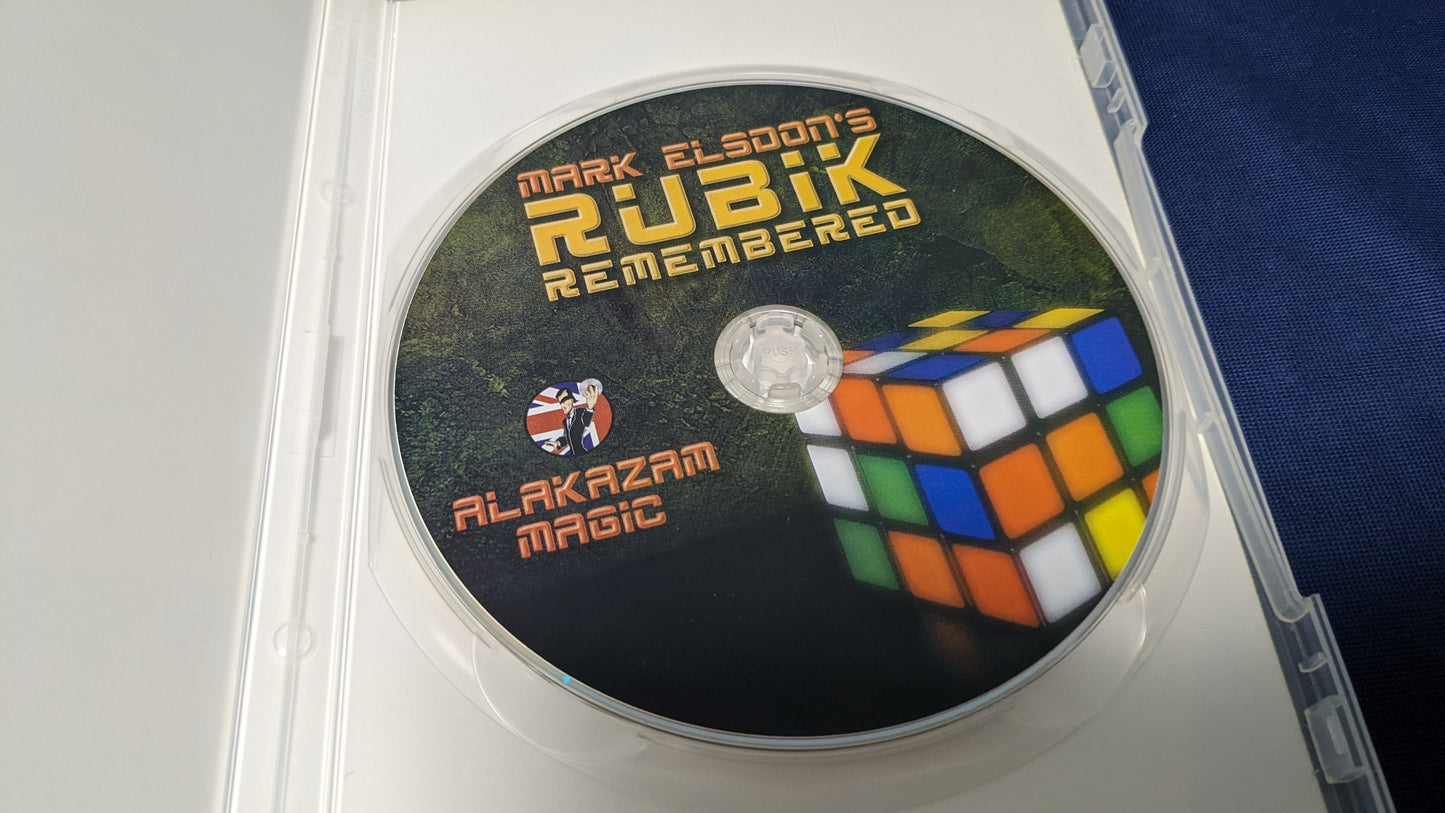 MARK ELSDON'S
RUBIK
REMEMBERED
PUSH
ALAKAZAM
MAGIC